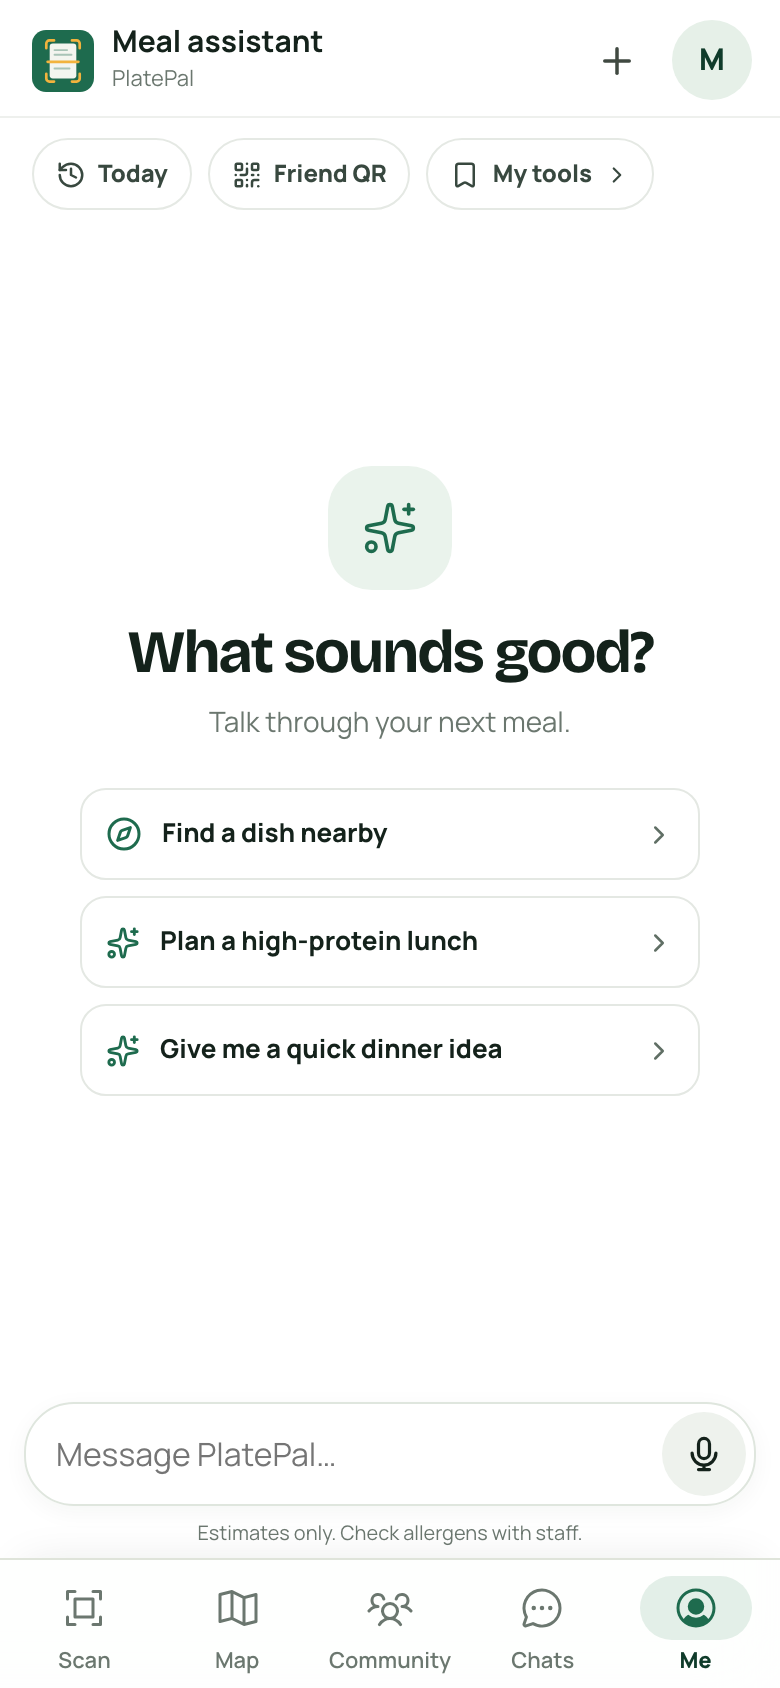 Meal assistant
PlatePal
M
Today
Friend QR
My tools
What sounds good?
Talk through your next meal.
Find a dish nearby
Plan a high-protein lunch
Give me a quick dinner idea
Message PlatePal...
Estimates only. Check allergens with staff.
Scan
Map
Community
Chats
Me